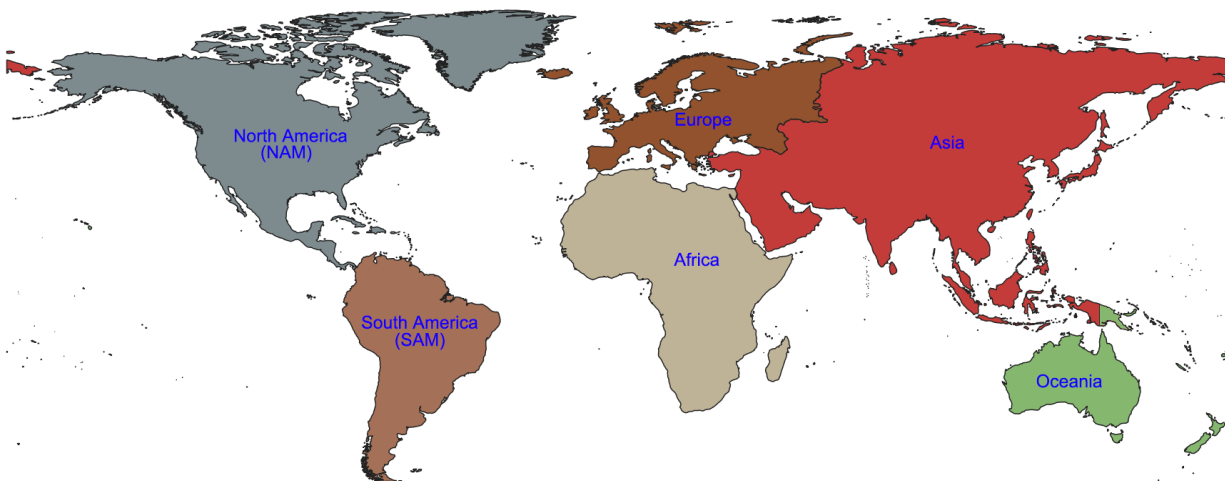 North America
(NAM)
Europe
Asia
Africa
South America
(SAM)
Oceania